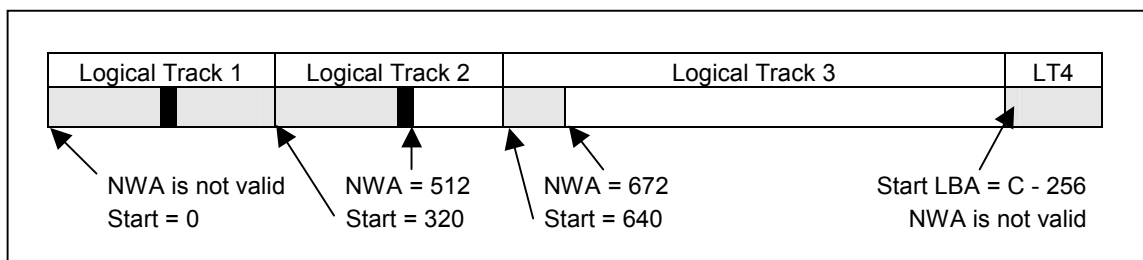 Logical Track 1 Logical Track 2 Logical Track 3 LT4
NWA is not valid NWA = 512 NWA = 672 Start LBA = C - 256
Start = 0 Start = 320 Start = 640 NWA is not valid